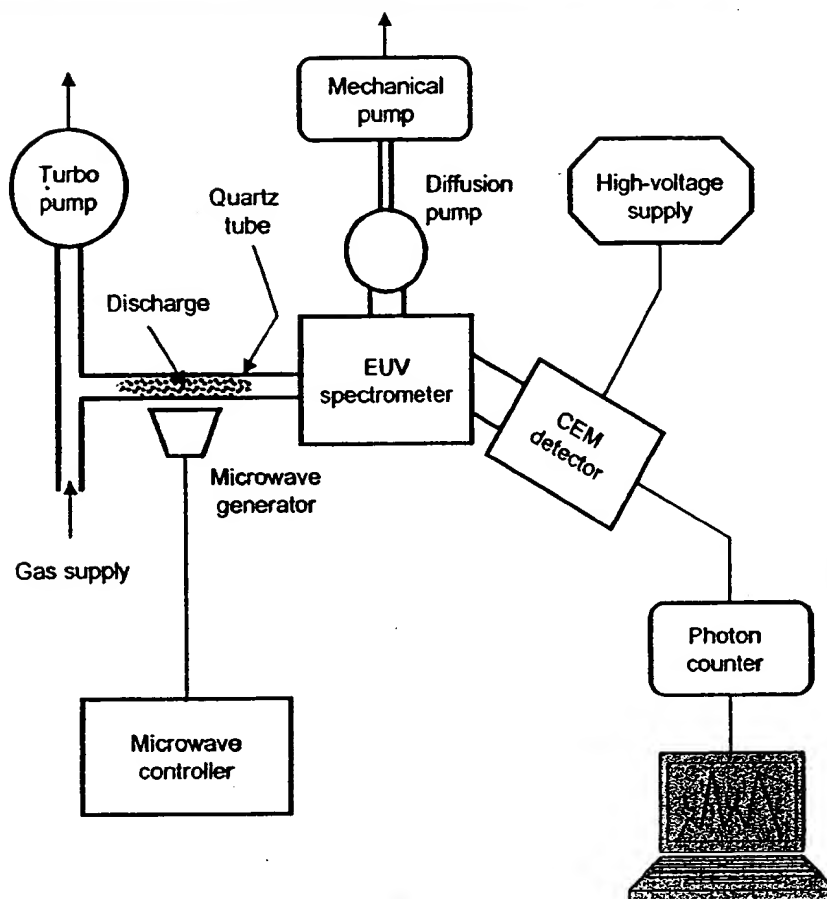 Mechanical
pump
Turbo
pump
Quartz
tube
Diffusion
pump
High-voltage
supply
Discharge
EUV
spectrometer
CEM
detector
Microwave
generator
Gas supply
Photon
counter
Microwave
controller